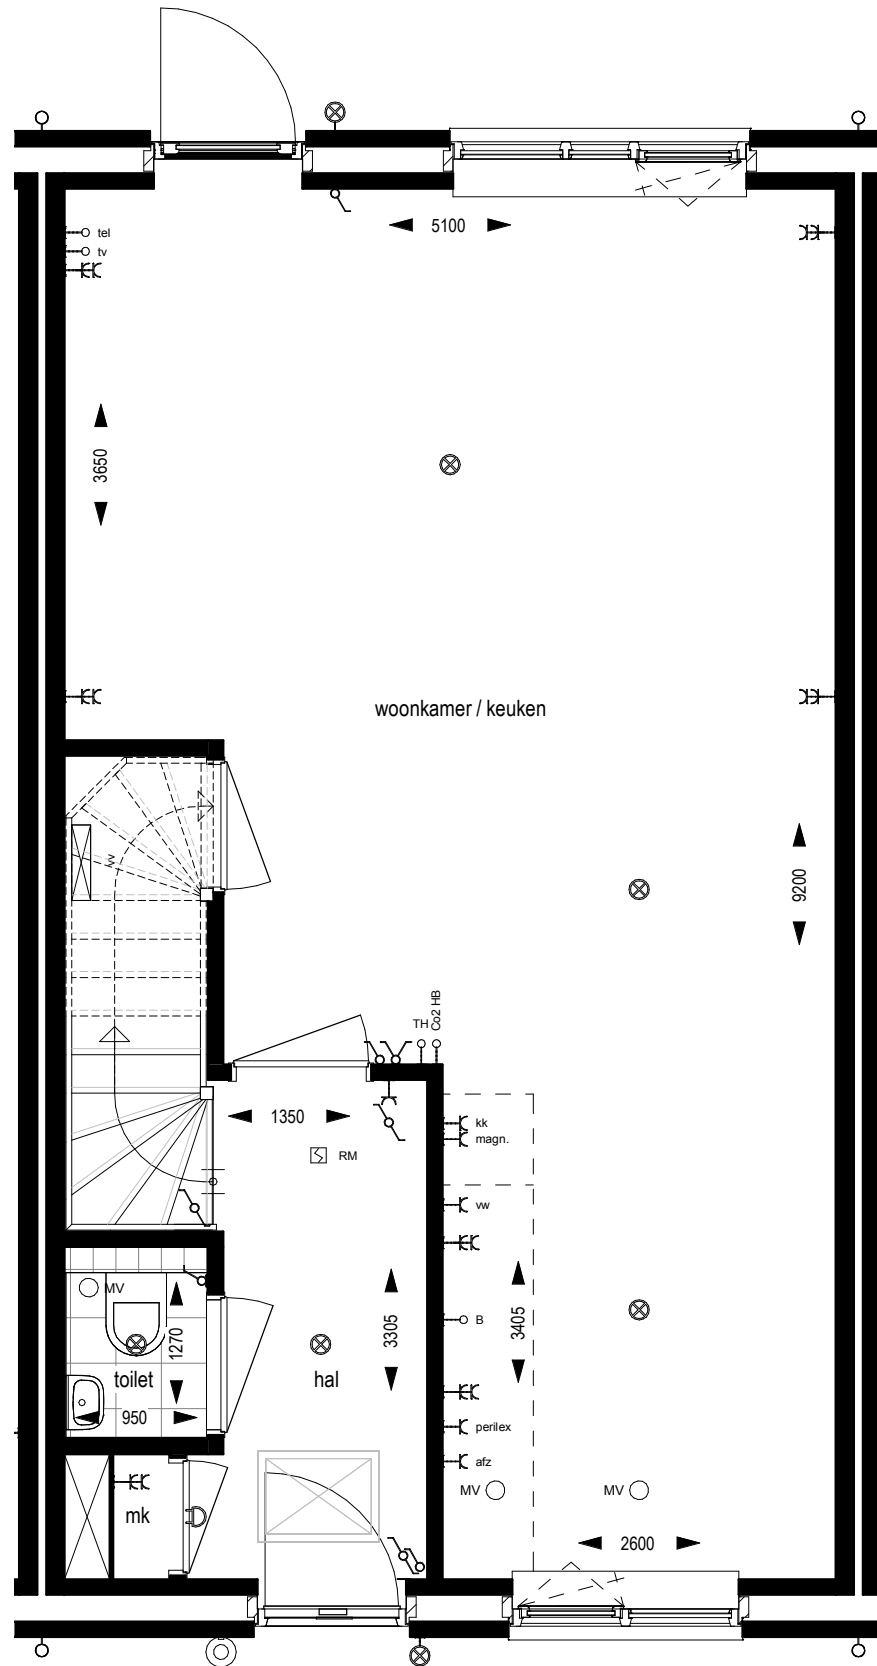 5100
tel
tv
3650
woonkamer / keuken
vv
9200
TH
Co2 HB
1350
kk
magn.
RM
vw
MV
1270
3305
3405
B
toilet
hal
950
perilex
afz
mk
MV
MV
2600